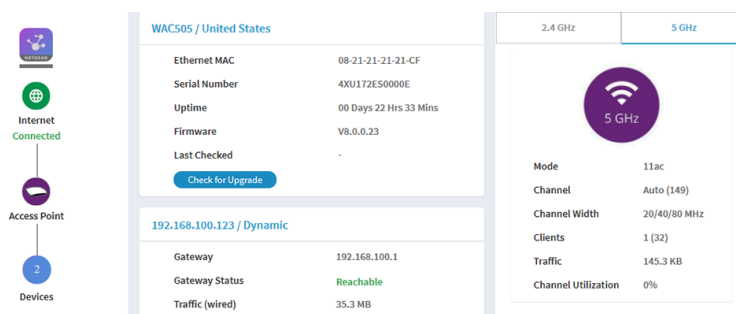 NETGEAR
Internet
Connected
Access Point
2
Devices
WAC505 / United States
Ethernet MAC 08-21-21-21-21-CF
Serial Number 4XU172ES0000E
Uptime 00 Days 22 Hrs 33 Mins
Firmware V8.0.0.23
Last Checked -
Check for Upgrade
192.168.100.123 / Dynamic
Gateway 192.168.100.1
Gateway Status Reachable
Traffic (wired) 35.3 MB
2.4 GHz 5 GHz
5 GHz
Mode 11ac
Channel Auto (149)
Channel Width 20/40/80 MHz
Clients 1 (32)
Traffic 145.3 KB
Channel Utilization 0%